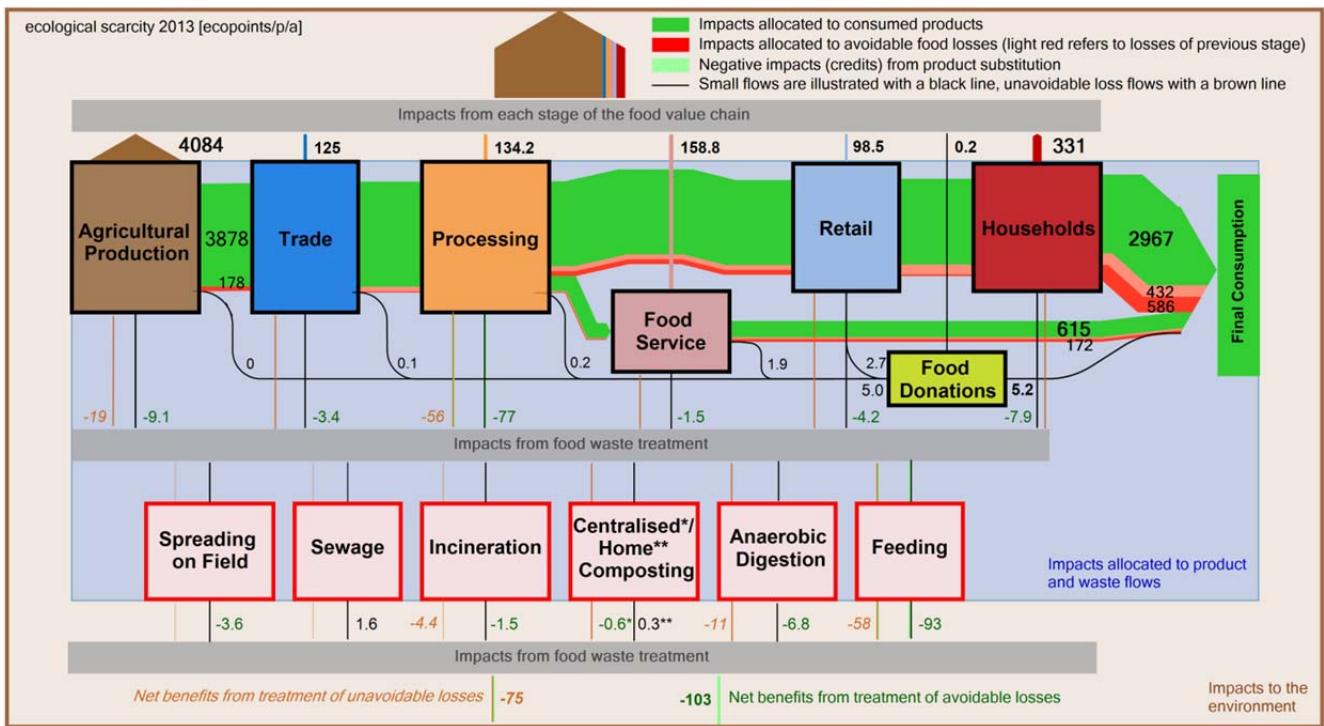 ecological scarcity 2013 [ecopoints/p/a]
Impacts allocated to consumed products
Impacts allocated to avoidable food losses (light red refers to losses of previous stage)
Negative impacts (credits) from product substitution
Small flows are illustrated with a black line, unavoidable loss flows with a brown line
Impacts from each stage of the food value chain
4084
125
134.2
158.8
98.5
0.2
331
Agricultural
Production
3878
178
Trade
Processing
Food
Service
Retail
Households
2967
432
586
615
172
Final Consumption
0
0.1
0.2
1.9
2.7
5.0
Food
Donations
5.2
-19
-9.1
-3.4
-56
-77
-1.5
-4.2
-7.9
Impacts from food waste treatment
Spreading
on Field
Sewage
Incineration
Centralised*/
Home**
Composting
Anaerobic
Digestion
Feeding
Impacts allocated to product
and waste flows
-3.6
1.6
-4.4
-1.5
-0.6*
0.3**
-11
-6.8
-58
-93
Impacts from food waste treatment
Net benefits from treatment of unavoidable losses
-75
-103
Net benefits from treatment of avoidable losses
Impacts to the
environment